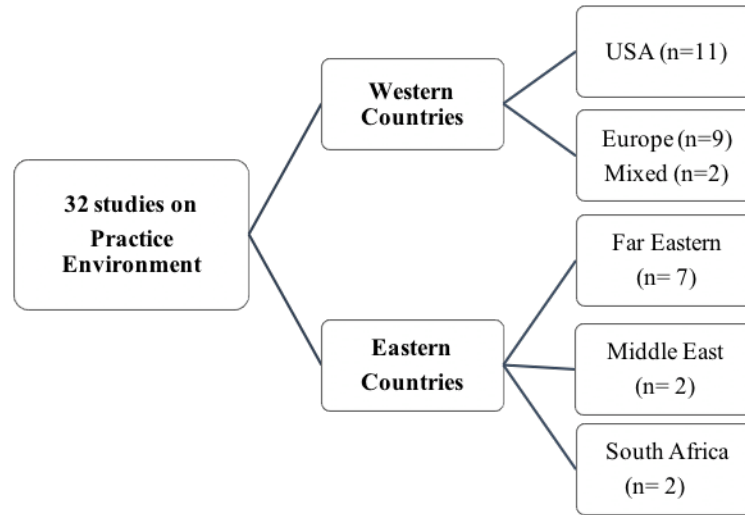 32 studies on
Practice
Environment
Western
Countries
USA (n=11)
Europe (n=9)
Mixed (n=2)
Eastern
Countries
Far Eastern
(n= 7)
Middle East
(n= 2)
South Africa
(n= 2)